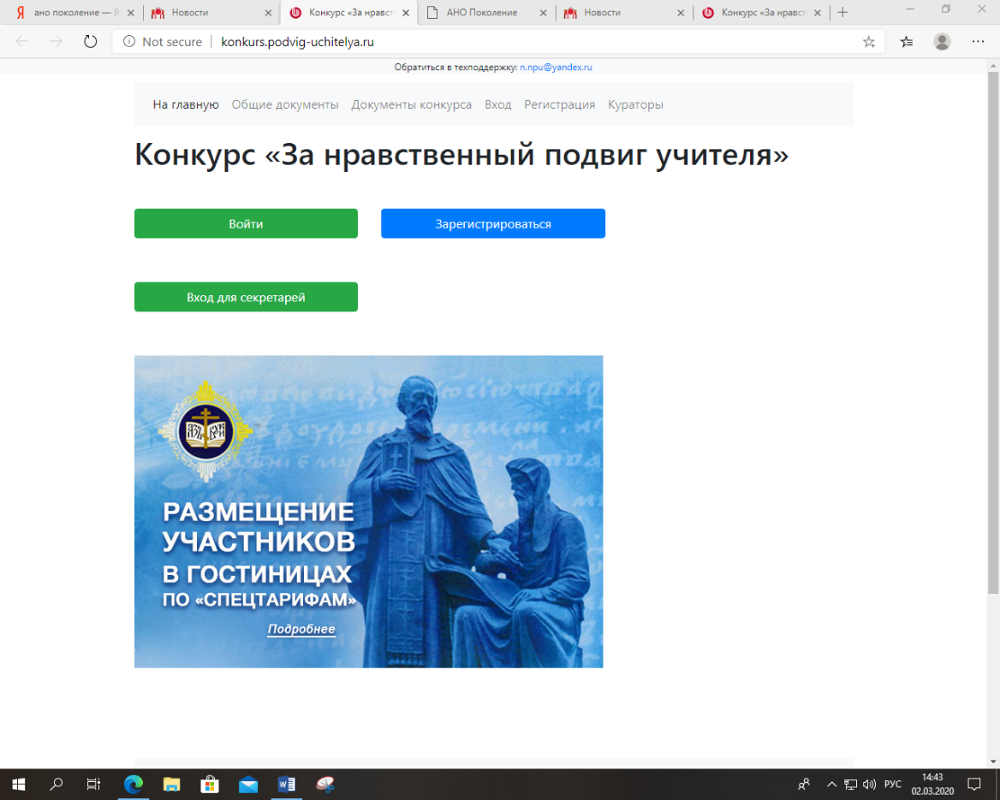 ано поколение — Я
Новости
Конкурс «За нравст
АНО Поколение
Новости
Конкурс «За нравст
Not secure
konkurs.podvig-uchitelya.ru
Обратиться в техподдержку: n.npu@yandex.ru
На главную Общие документы Документы конкурса Вход Регистрация Кураторы
Конкурс «За нравственный подвиг учителя»
Войти
Зарегистрироваться
Вход для секретарей
РАЗМЕЩЕНИЕ
УЧАСТНИКОВ
В ГОСТИНИЦАХ
ПО «СПЕЦТАРИФАМ»
Подробнее
РУС
14:43
02.03.2020